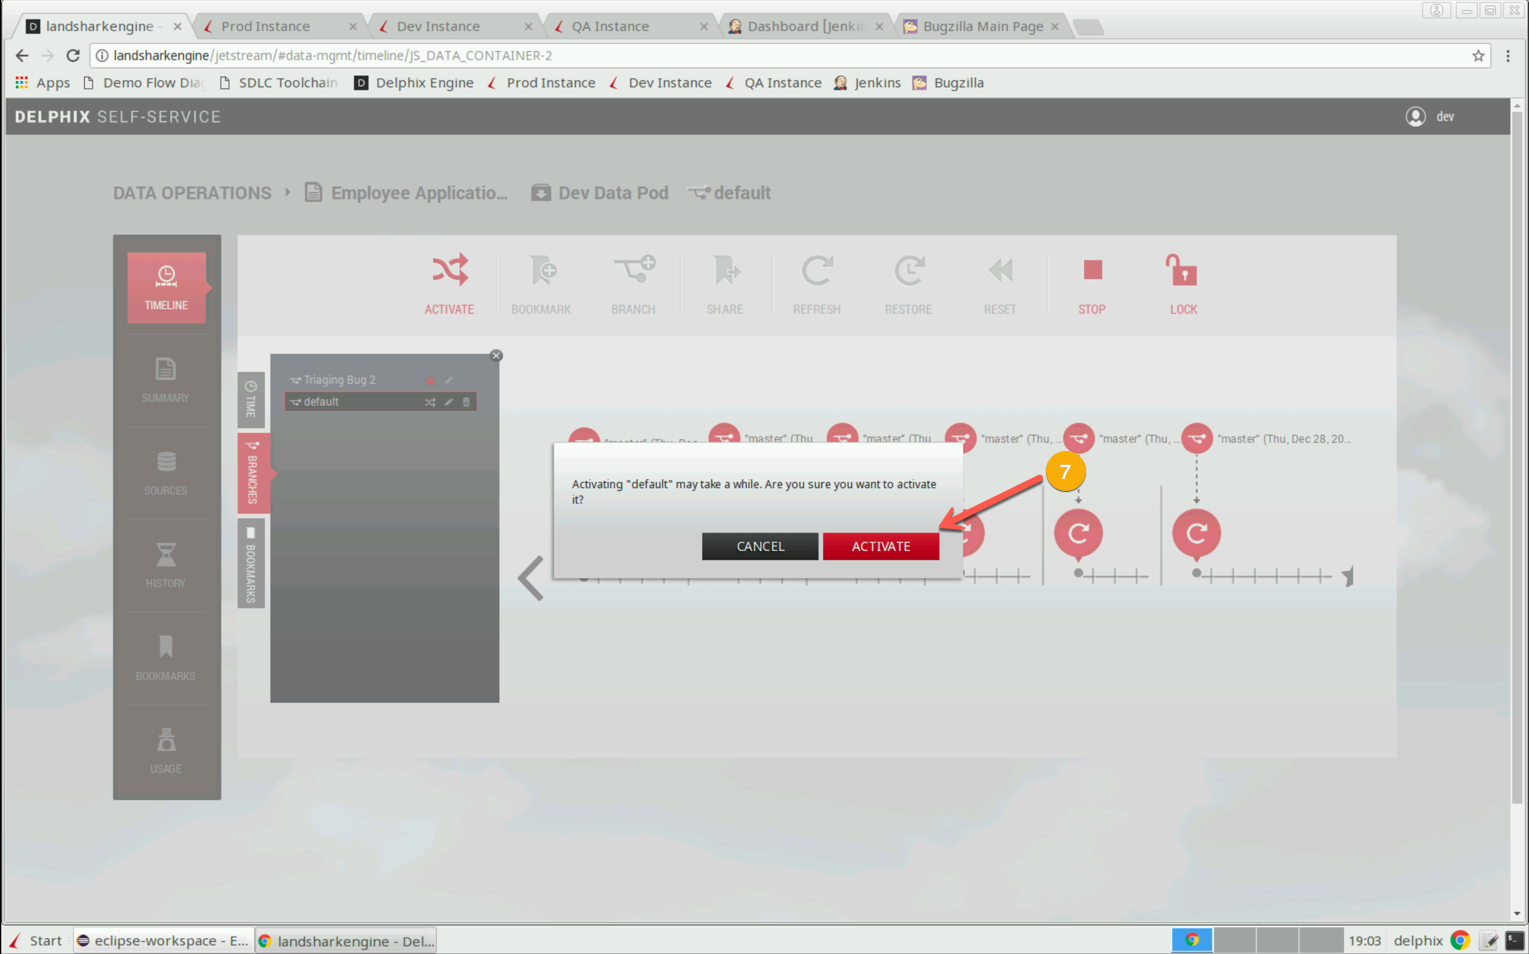 landsharkengine -
Prod Instance
Dev Instance
QA Instance
Dashboard [Jenkin
Bugzilla Main Page
landsharkengine/jetstream/#data-mgmt/timeline/JS_DATA_CONTAINER-2
Apps
Demo Flow Diag
SDLC Toolchain
Delphix Engine
Prod Instance
Dev Instance
QA Instance
Jenkins
Bugzilla
DELPHIX SELF-SERVICE
dev
DATA OPERATIONS
Employee Applicatio...
Dev Data Pod
default
TIMELINE
SUMMARY
SOURCES
HISTORY
BOOKMARKS
USAGE
ACTIVATE
BOOKMARK
BRANCH
SHARE
REFRESH
RESTORE
RESET
STOP
LOCK
TIME
BRANCHES
BOOKMARKS
Triaging Bug 2
default
"master" (Thu, Dec
"master" (Thu
"master" (Thu
"master" (Thu, ...
"master" (Thu, ...
"master" (Thu, Dec 28, 20...
7
Activating "default" may take a while. Are you sure you want to activate
it?
CANCEL
ACTIVATE
Start
eclipse-workspace - E...
landsharkengine - Del...
19:03
delphix